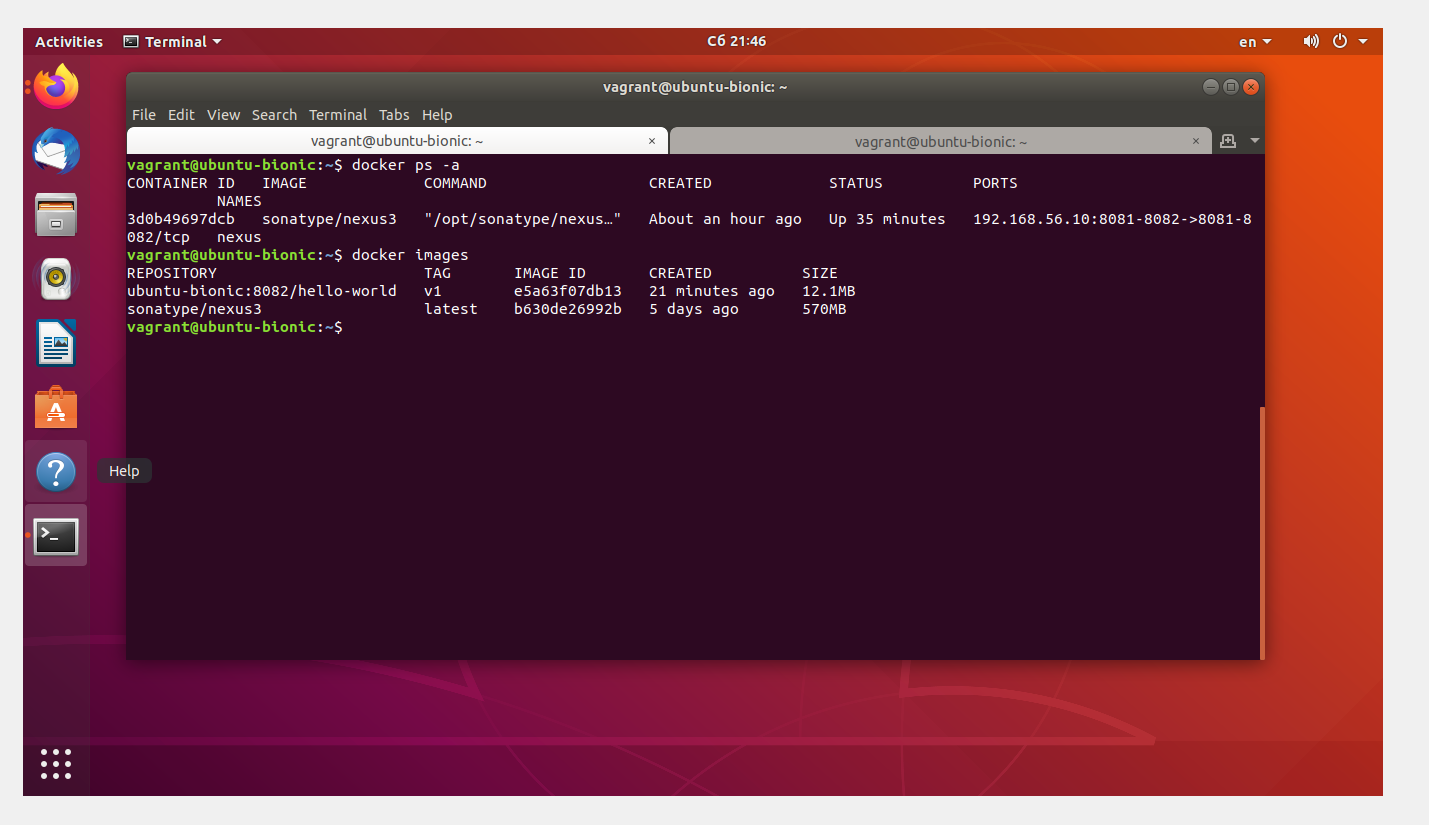 Activities Terminal Сб 21:46 en
vagrant@ubuntu-bionic: ~
File Edit View Search Terminal Tabs Help
vagrant@ubuntu-bionic: ~ × vagrant@ubuntu-bionic: ~ ×
vagrant@ubuntu-bionic:~$ docker ps -a
CONTAINER ID IMAGE COMMAND CREATED STATUS PORTS
NAMES
3d0b49697dcb sonatype/nexus3 "/opt/sonatype/nexus…" About an hour ago Up 35 minutes 192.168.56.10:8081-8082->8081-8
082/tcp nexus
vagrant@ubuntu-bionic:~$ docker images
REPOSITORY TAG IMAGE ID CREATED SIZE
ubuntu-bionic:8082/hello-world v1 e5a63f07db13 21 minutes ago 12.1MB
sonatype/nexus3 latest b630de26992b 5 days ago 570MB
vagrant@ubuntu-bionic:~$
Help